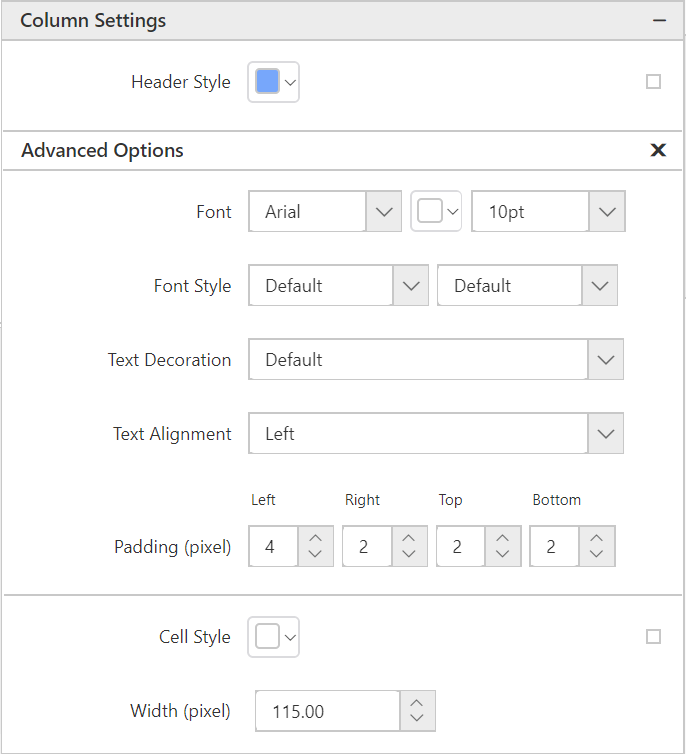 Column Settings
Header Style
Advanced Options
Font Arial 10pt
Font Style Default Default
Text Decoration Default
Text Alignment Left
Left Right Top Bottom
Padding (pixel) 4 2 2 2
Cell Style
Width (pixel) 115.00